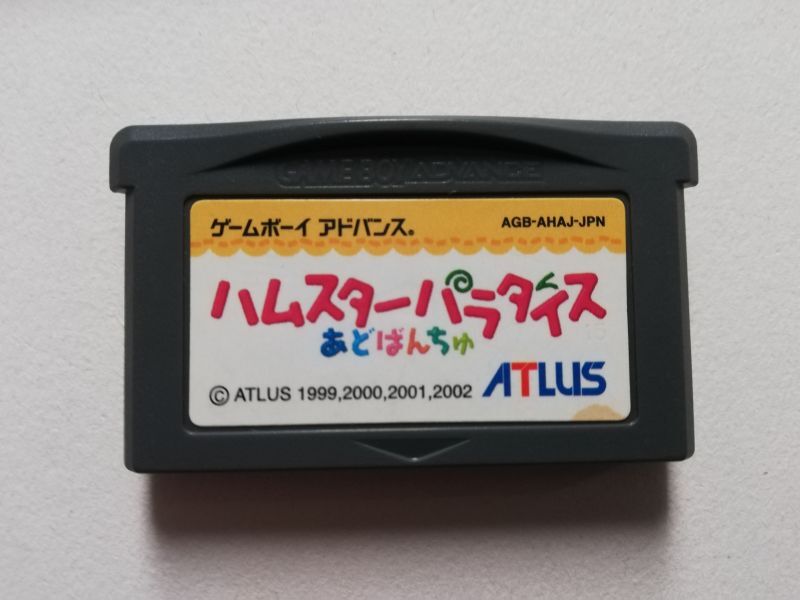 GAME BOY ADVANCE
ゲームボーイ アドバンス。
AGB-AHAJ-JPN
ハムスターパラダイス
あどばんちゅ
© ATLUS 1999,2000,2001,2002
ATLUS